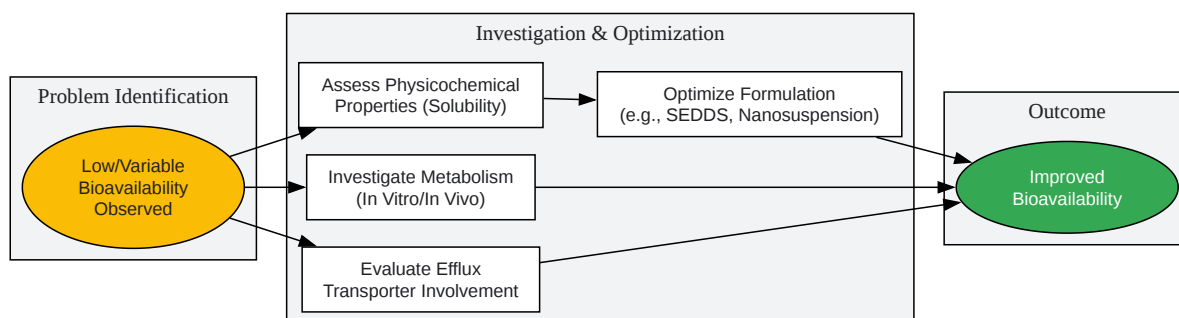 Problem Identification
Low/Variable
Bioavailability
Observed
Investigation & Optimization
Assess Physicochemical
Properties (Solubility)
Optimize Formulation
(e.g., SEDDS, Nanosuspension)
Investigate Metabolism
(In Vitro/In Vivo)
Evaluate Efflux
Transporter Involvement
Outcome
Improved
Bioavailability